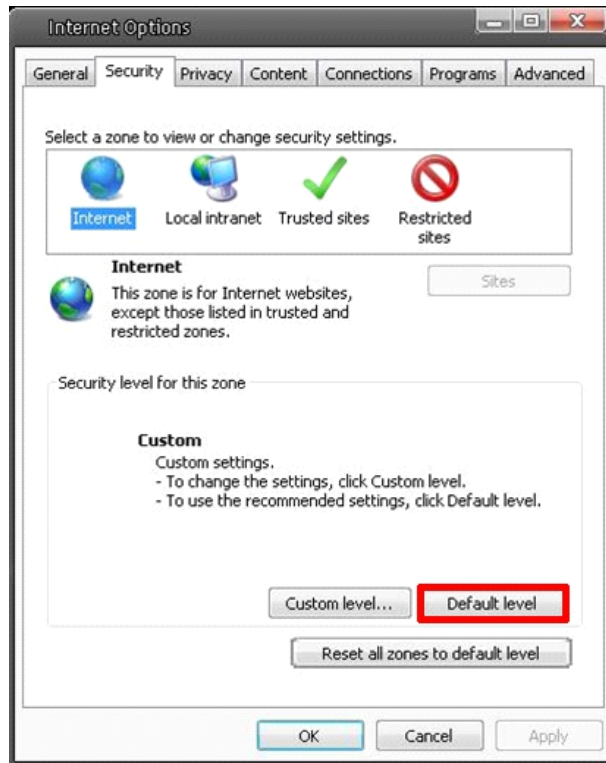 Internet Options
General Security Privacy Content Connections Programs Advanced
Select a zone to view or change security settings.
Internet Local intranet Trusted sites Restricted sites
Internet
Sites
This zone is for Internet websites,
except those listed in trusted and
restricted zones.
Security level for this zone
Custom
Custom settings.
- To change the settings, click Custom level.
- To use the recommended settings, click Default level.
Custom level... Default level
Reset all zones to default level
OK Cancel Apply